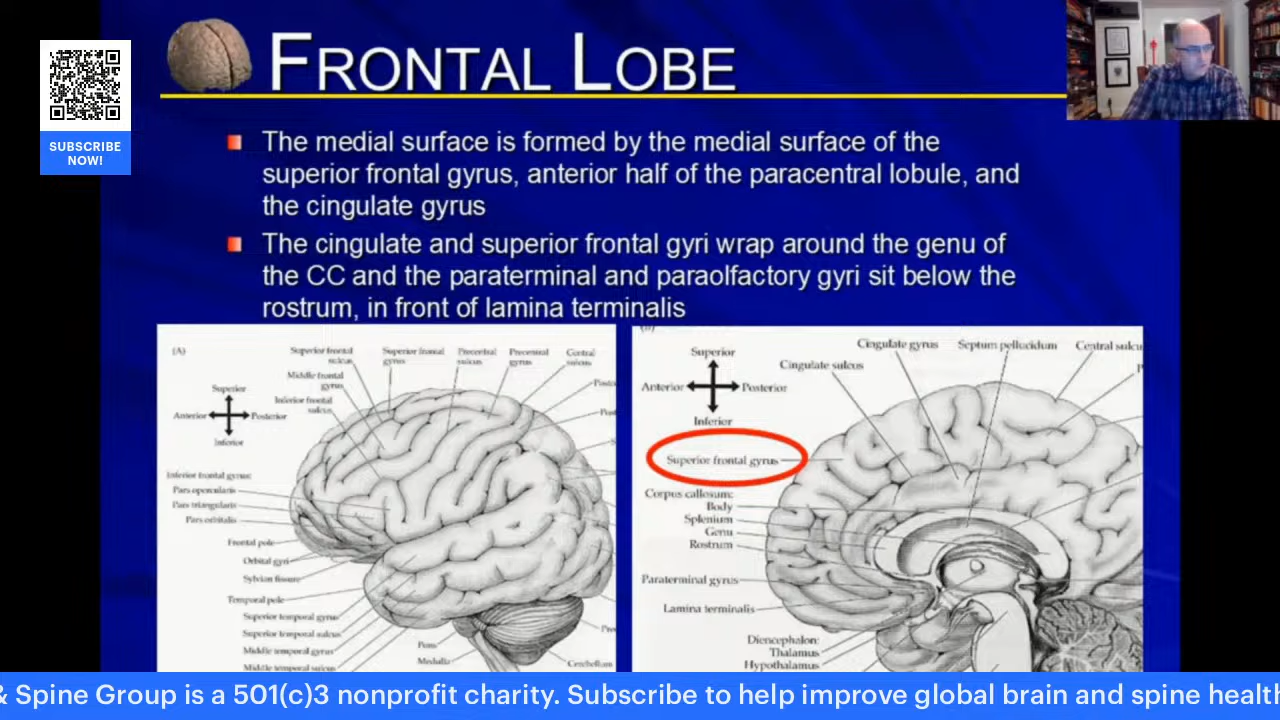 FRONTAL LOBE
SUBSCRIBE
NOW!
The medial surface is formed by the medial surface of the
superior frontal gyrus, anterior half of the paracentral lobule, and
the cingulate gyrus
The cingulate and superior frontal gyri wrap around the genu of
the CC and the paraterminal and paraolfactory gyri sit below the
rostrum, in front of lamina terminalis
(A)
Superior frontal
sulcus
Superior frontal
gyrus
Precentral
sulcus
Precentral
gyrus
Central
sulcus
Middle frontal
gyrus
Inferior frontal
sulcus
Superior
Anterior
Posterior
Inferior
Inferior frontal gyrus:
Pars opercularis
Pars triangularis
Pars orbitalis
Frontal pole
Orbital gyri
Sylvian fissure
Temporal pole
Superior temporal gyrus
Superior temporal sulcus
Middle temporal gyrus
Middle temporal sulcus
Pons
Medulla
Cerebellum
Superior
Anterior
Posterior
Inferior
Cingulate gyrus
Septum pellucidum
Central sulcu
Cingulate sulcus
Superior frontal gyrus
Corpus callosum:
Body
Splenium
Genu
Rostrum
Paraterminal gyrus
Lamina terminalis
Diencephalon:
Thalamus
Hypothalamus
& Spine Group is a 501(c)3 nonprofit charity. Subscribe to help improve global brain and spine health